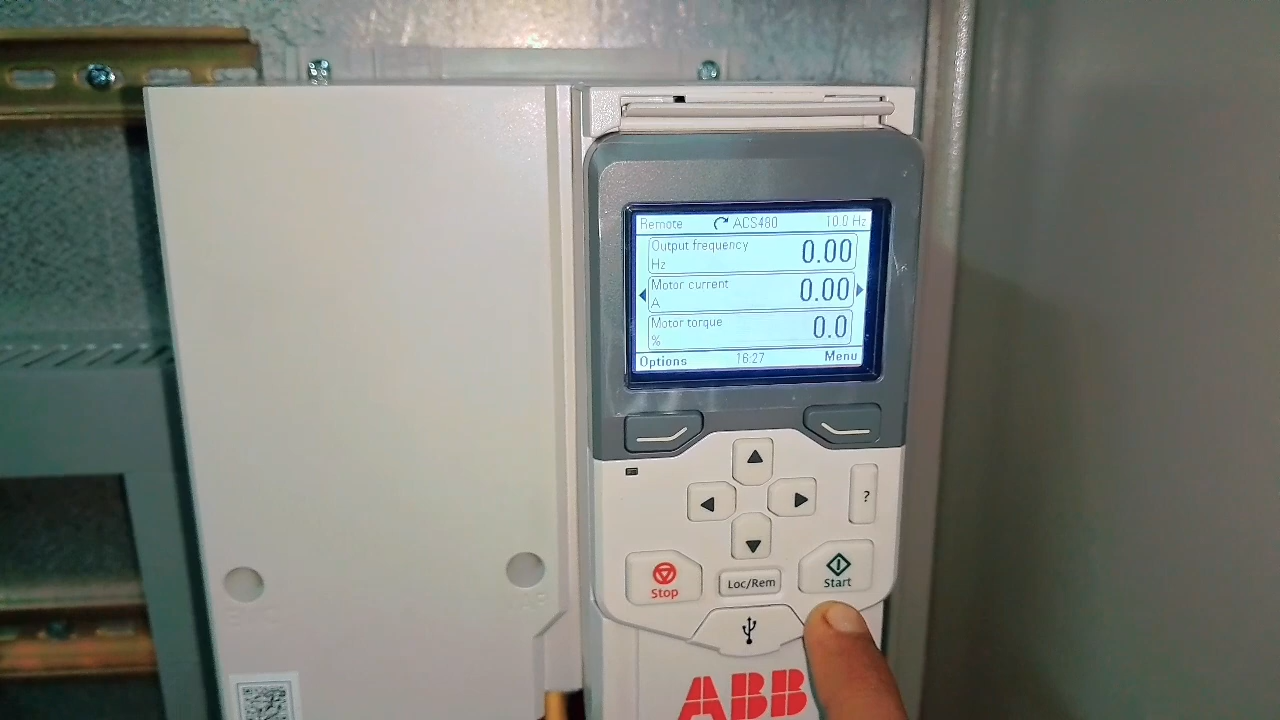 Remote ACS480 10.0 Hz
Output frequency 0.00
Hz
Motor current 0.00
A
Motor torque 0.0
%
Options 16:27 Menu
?
Stop Loc/Rem Start
ABB